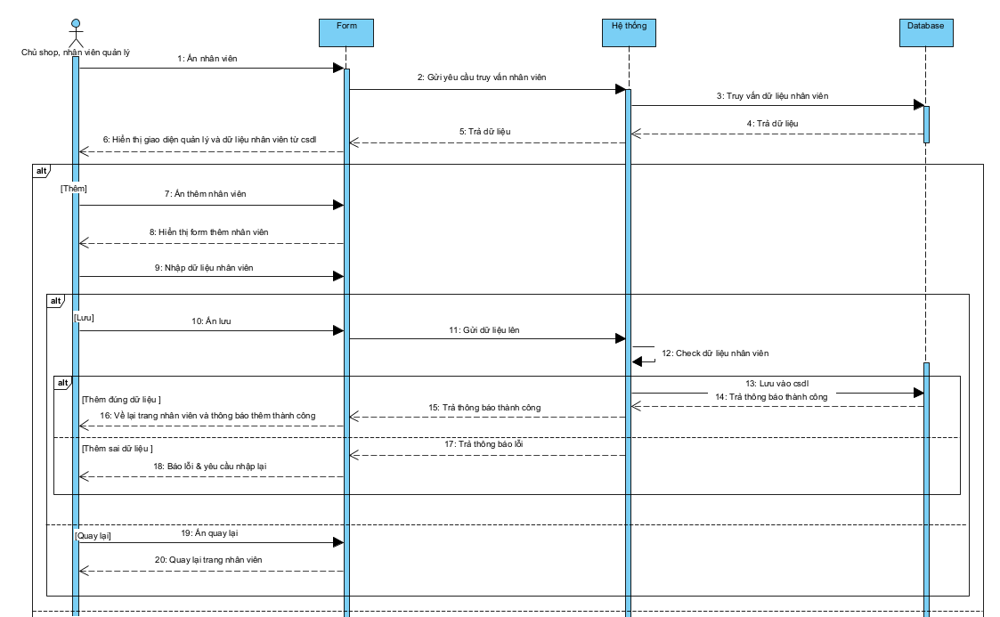 Form
Hệ thống
Database
Chủ shop, nhân viên quản lý
1: Ấn nhân viên
2: Gửi yêu cầu truy vấn nhân viên
3: Truy vấn dữ liệu nhân viên
4: Trả dữ liệu
5: Trả dữ liệu
6: Hiển thị giao diện quản lý và dữ liệu nhân viên từ csdl
alt
[Thêm]
7: Ấn thêm nhân viên
8: Hiển thị form thêm nhân viên
9: Nhập dữ liệu nhân viên
alt
[Lưu]
10: Ấn lưu
11: Gửi dữ liệu lên
12: Check dữ liệu nhân viên
alt
13: Lưu vào csdl
[Thêm đúng dữ liệu ]
14: Trả thông báo thành công
15: Trả thông báo thành công
16: Về lại trang nhân viên và thông báo thêm thành công
[Thêm sai dữ liệu ]
17: Trả thông báo lỗi
18: Báo lỗi & yêu cầu nhập lại
[Quay lại]
19: Ấn quay lại
20: Quay lại trang nhân viên